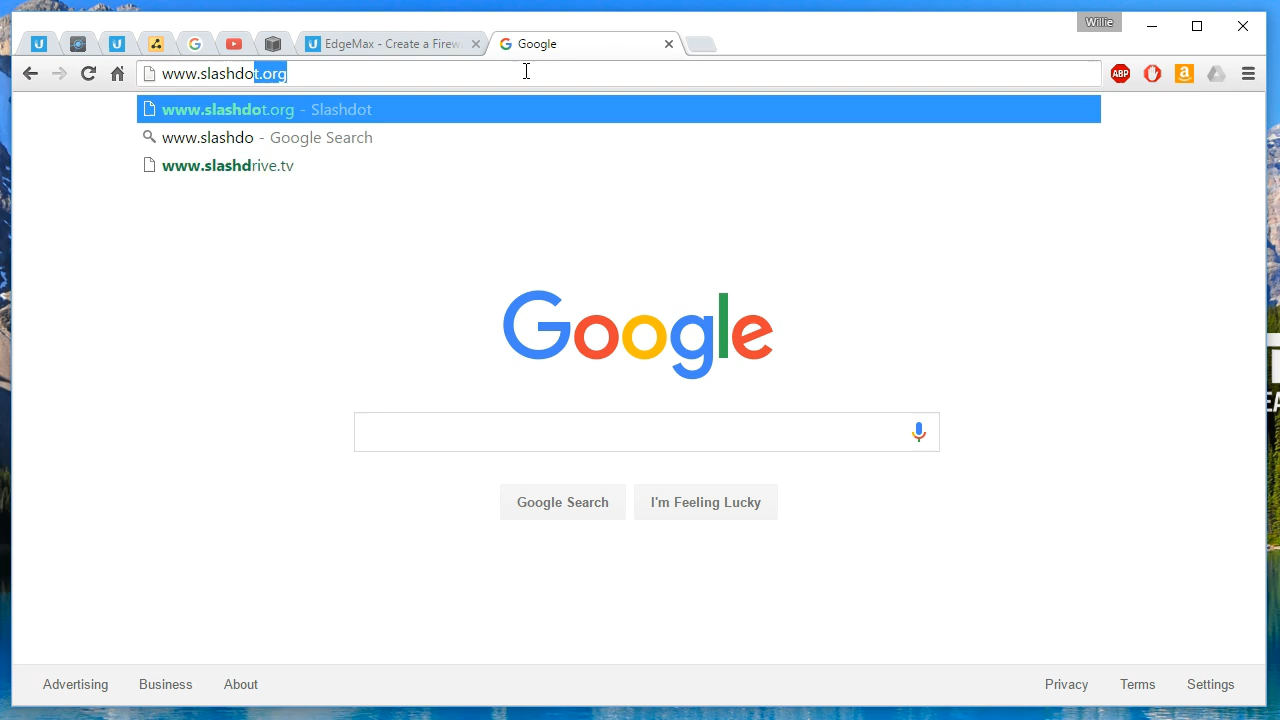 Willie
EdgeMax - Create a Firew
Google
www.slashdot.org
www.slashdot.org - Slashdot
www.slashdo - Google Search
www.slashdrive.tv
ABP
Google
Google Search
I'm Feeling Lucky
Advertising Business About
Privacy Terms Settings